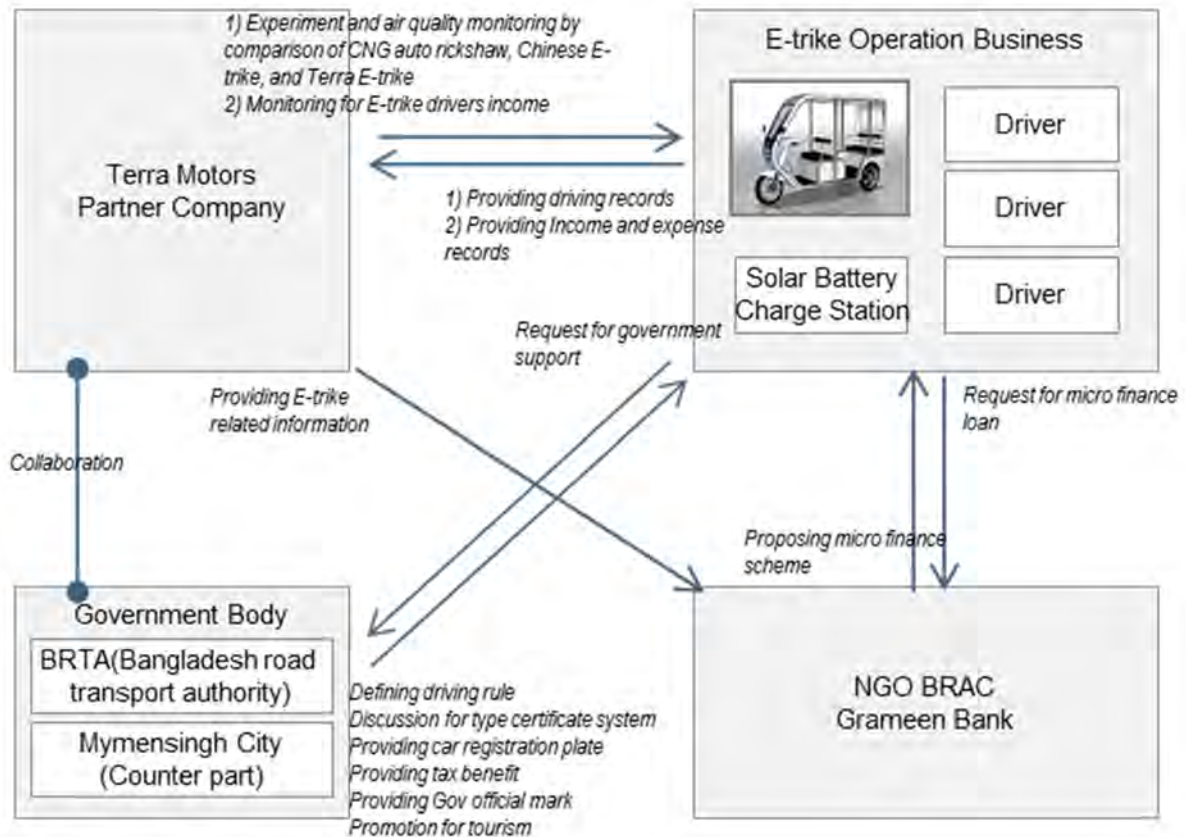 1) Experiment and air quality monitoring by
comparison of CNG auto rickshaw, Chinese E-
trike, and Terra E-trike
2) Monitoring for E-trike drivers income
Terra Motors
Partner Company
1) Providing driving records
2) Providing Income and expense
records
E-trike Operation Business
Driver
Driver
Driver
Solar Battery
Charge Station
Request for government
support
Providing E-trike
related information
Request for micro finance
loan
Collaboration
Proposing micro finance
scheme
Government Body
BRTA(Bangladesh road
transport authority)
Mymensingh City
(Counter part)
Defining driving rule
Discussion for type certificate system
Providing car registration plate
Providing tax benefit
Providing Gov official mark
Promotion for tourism
NGO BRAC
Grameen Bank